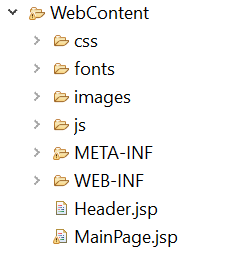 WebContent
css
fonts
images
js
META-INF
WEB-INF
Header.jsp
MainPage.jsp